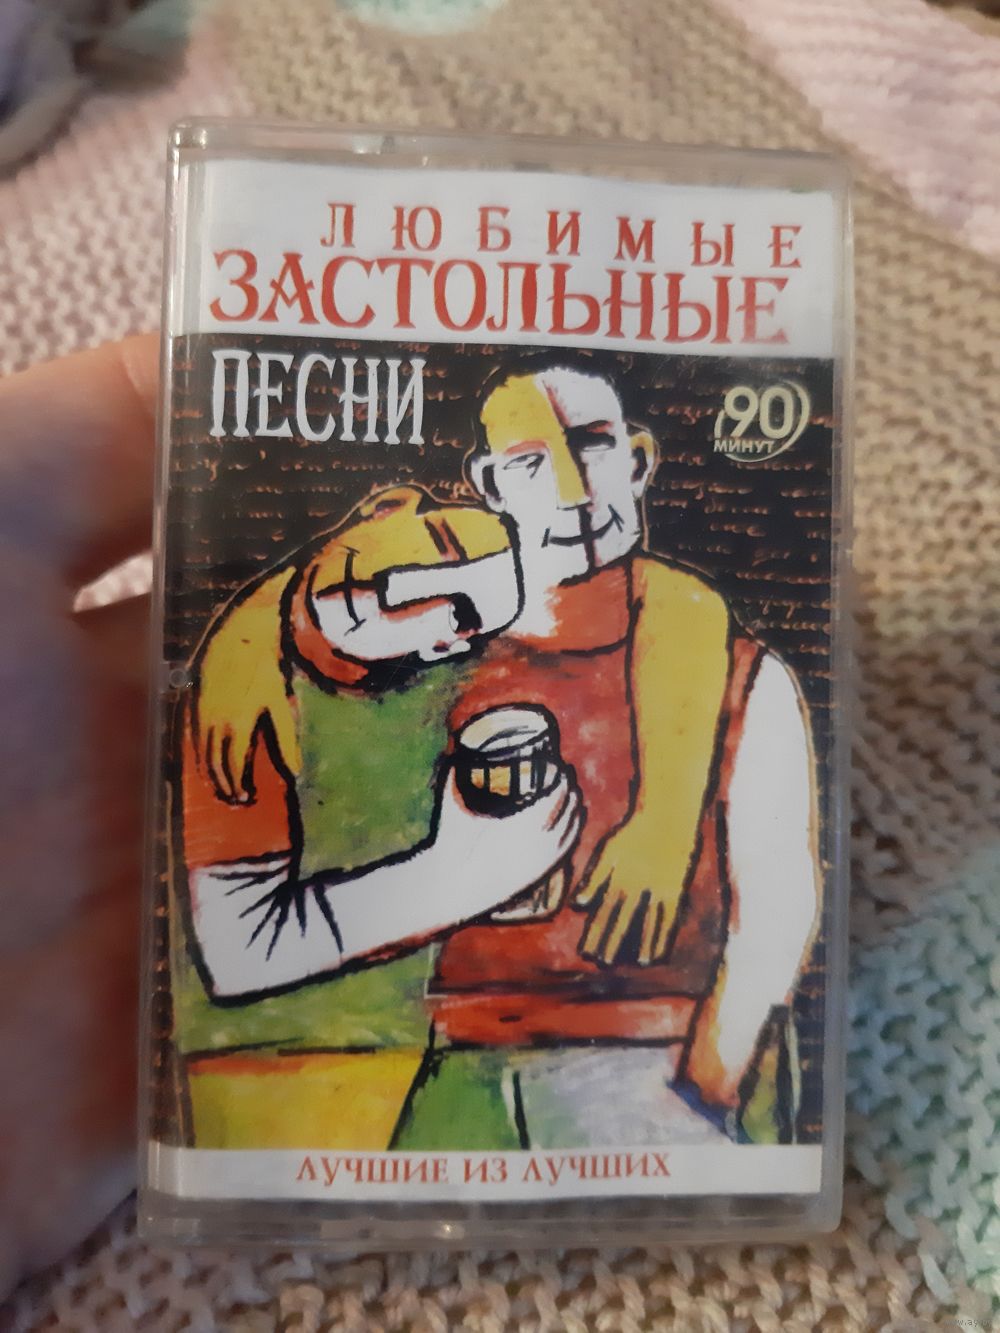 ЛЮБИМЫЕ
ЗАСТОЛЬНЫЕ
ПЕСНИ
90
МИНУТ
ЛУЧШИЕ ИЗ ЛУЧШИХ